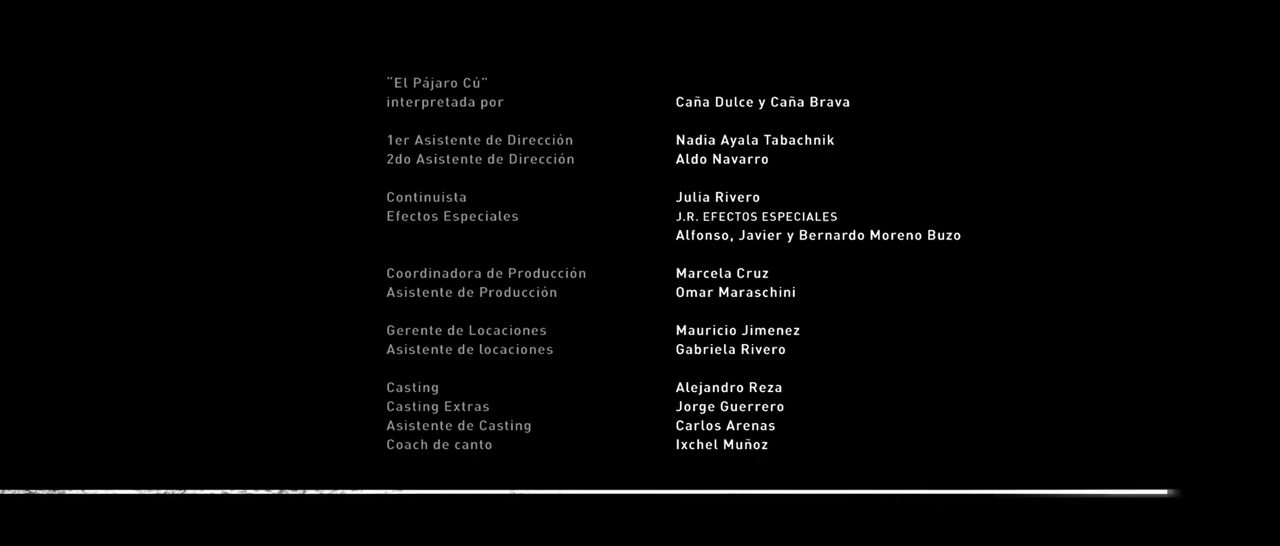 "El Pájaro Cú"
interpretada por Caña Dulce y Caña Brava
1er Asistente de Dirección Nadia Ayala Tabachnik
2do Asistente de Dirección Aldo Navarro
Continuista Julia Rivero
Efectos Especiales J.R. EFECTOS ESPECIALES
Alfonso, Javier y Bernardo Moreno Buzo
Coordinadora de Producción Marcela Cruz
Asistente de Producción Omar Maraschini
Gerente de Locaciones Mauricio Jimenez
Asistente de locaciones Gabriela Rivero
Casting Alejandro Reza
Casting Extras Jorge Guerrero
Asistente de Casting Carlos Arenas
Coach de canto Ixchel Muñoz